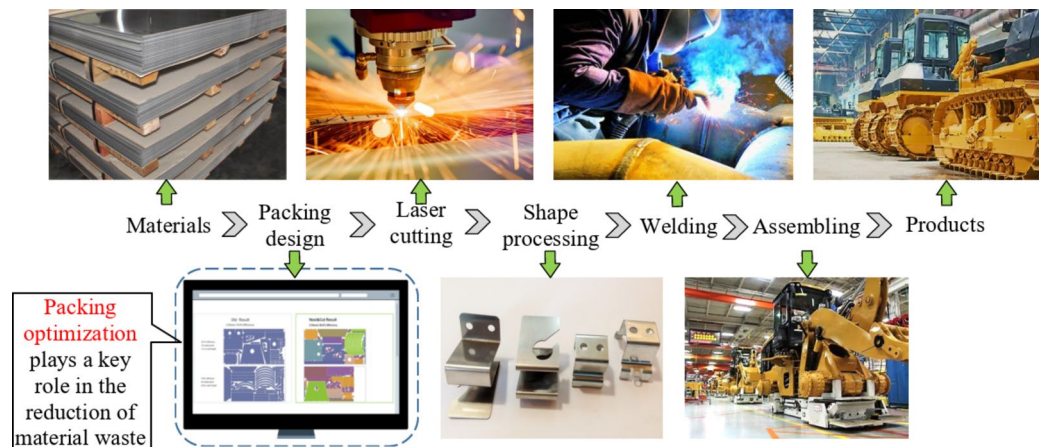 Materials
Packing
design
Laser
cutting
Shape
processing
Welding
Assembling
Products
Packing
optimization
plays a key
role in the
reduction of
material waste